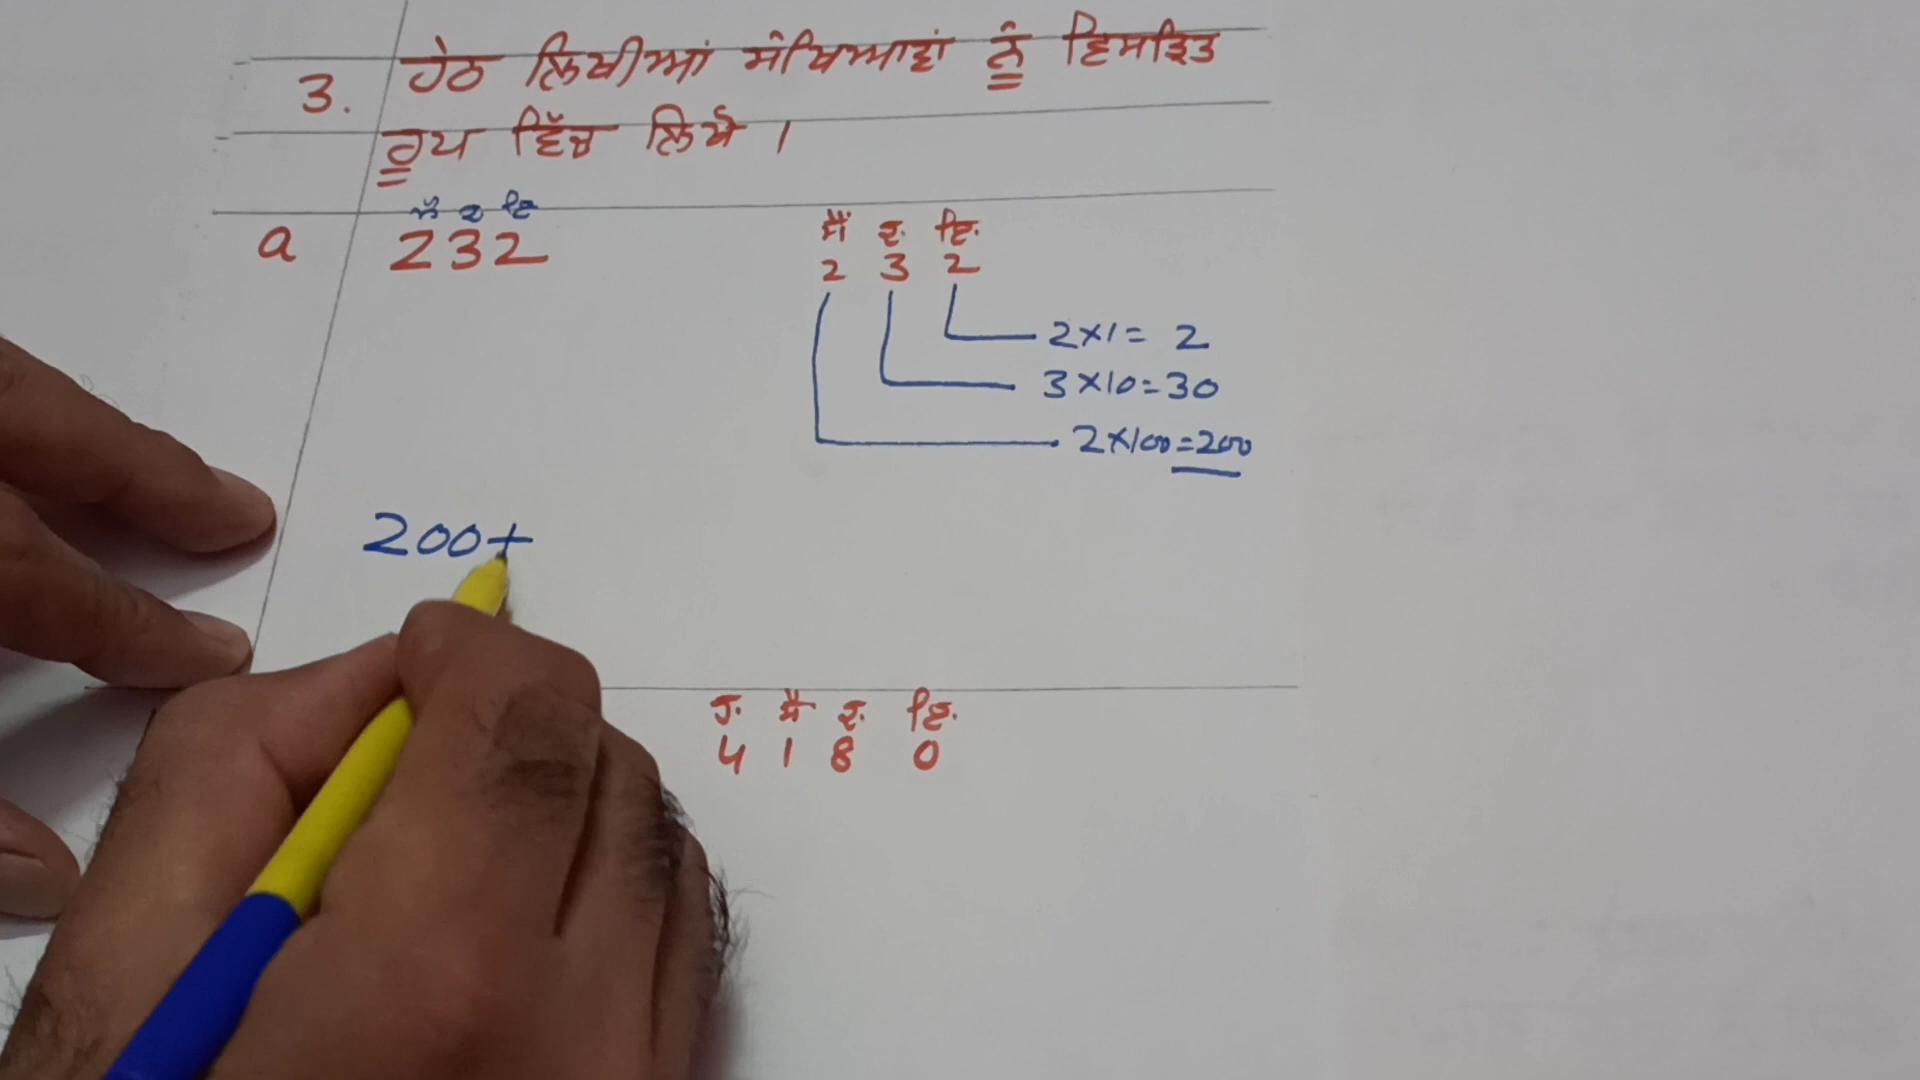 3. ਹੇਠ ਲਿਖੀਆਂ ਸੰਖਿਆਵਾਂ ਨੂੰ ਵਿਸਤ੍ਰਿਤ
ਰੂਪ ਵਿੱਚ ਲਿਖੋ ।
ਸੈਂ ਦ ਇ
a 232
ਸੈਂ ਦ. ਇ.
2 3 2
2×1= 2
3×10=30
2×100=200
200+
ਹ. ਸੈਂ ਦ. ਇ.
4 1 8 0